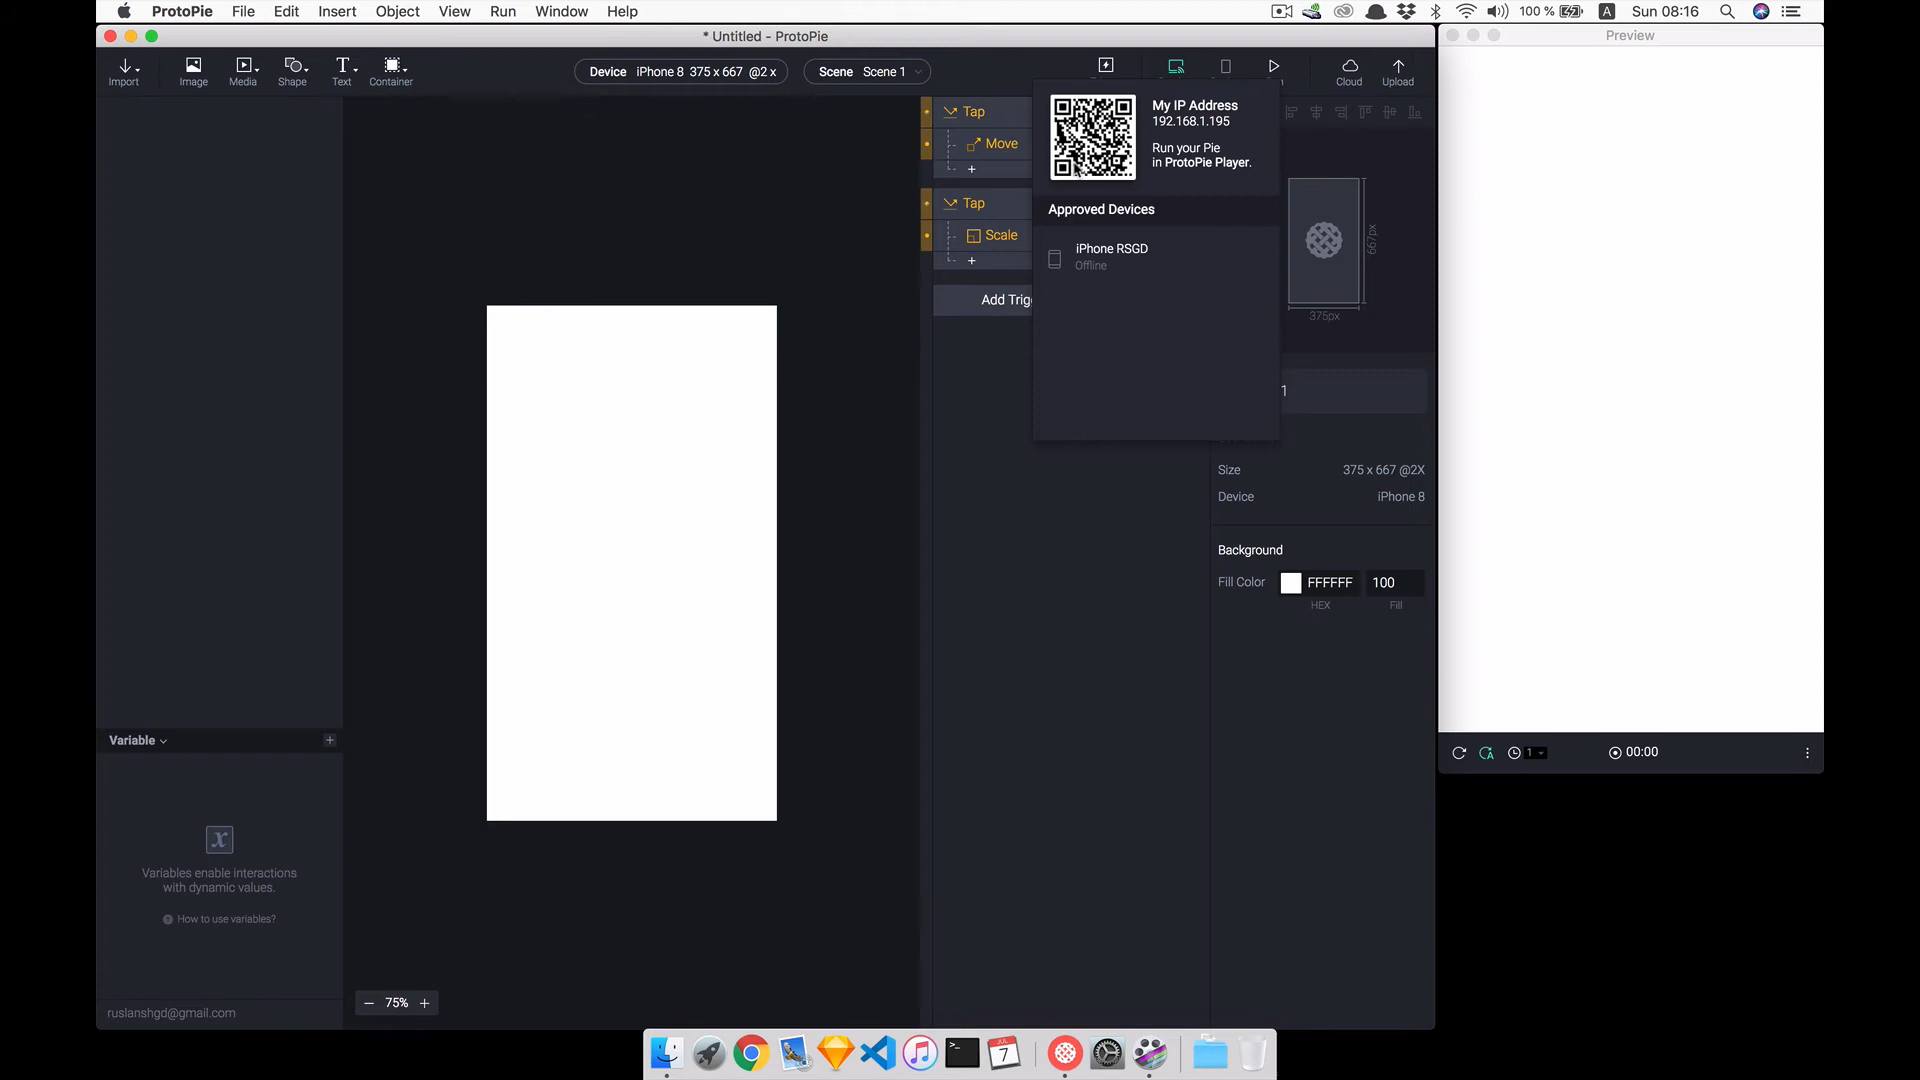 ProtoPie File Edit Insert Object View Run Window Help
100 % A Sun 08:16
* Untitled - ProtoPie
Preview
Import Image Media Shape Text Container
Device iPhone 8 375 x 667 @2 x
Scene Scene 1
Cloud Upload
Tap
Move
+
Tap
Scale
+
Add Trigg
My IP Address
192.168.1.195
Run your Pie
in ProtoPie Player.
Approved Devices
iPhone RSGD
Offline
667px
375px
1
Size 375 x 667 @2X
Device iPhone 8
Background
Fill Color FFFFFF 100
HEX Fill
Variable
+
x
Variables enable interactions
with dynamic values.
? How to use variables?
ruslanshgd@gmail.com
− 75% +
A 1 00:00
JUL
7